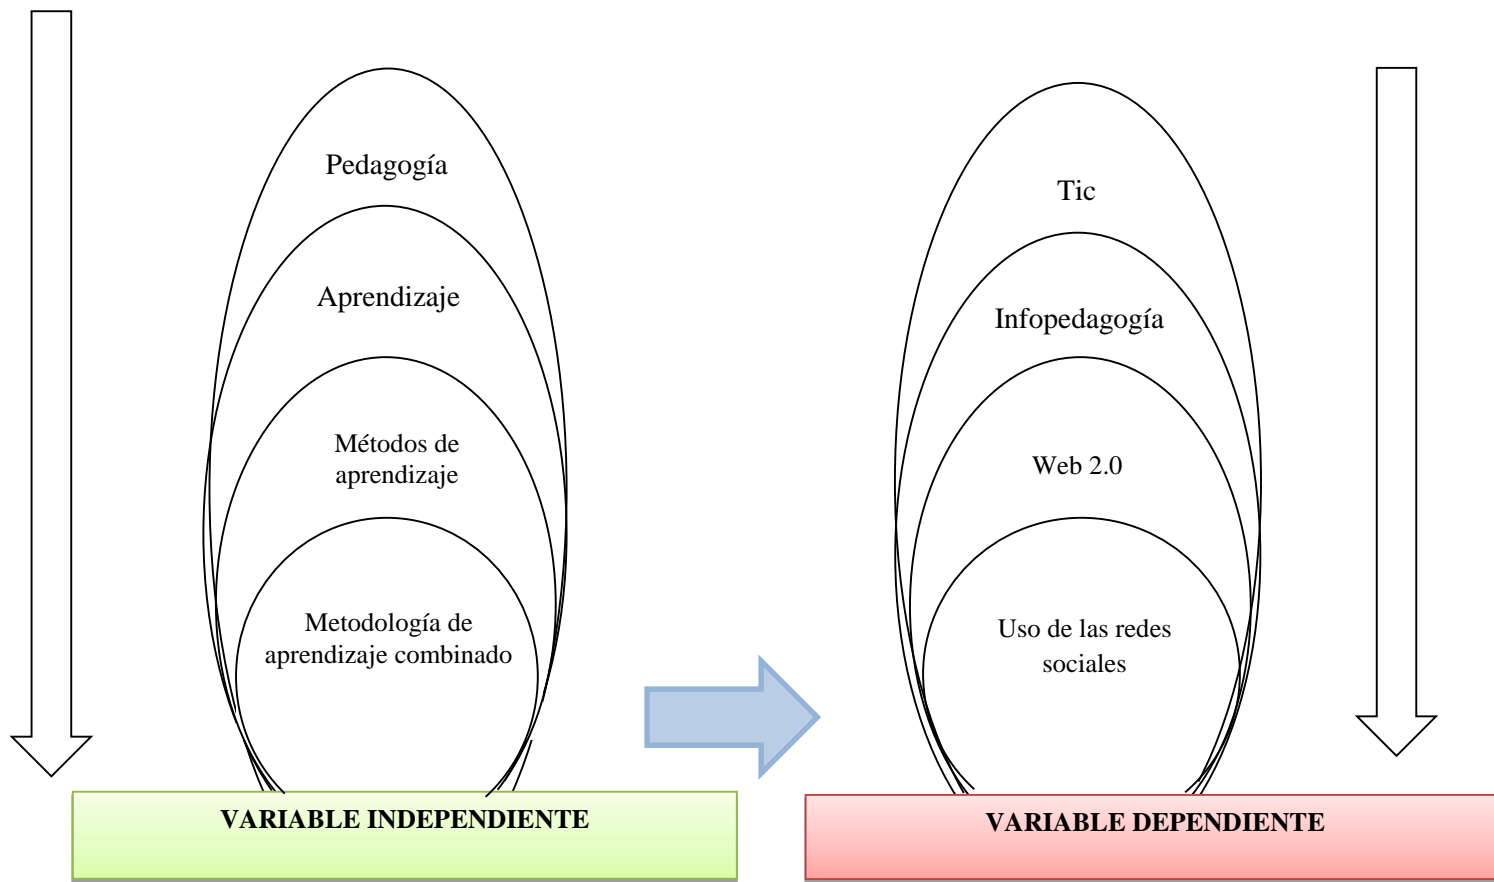 Pedagogía
Aprendizaje
Métodos de
aprendizaje
Metodología de
aprendizaje combinado
VARIABLE INDEPENDIENTE
Tic
Infopedagogía
Web 2.0
Uso de las redes
sociales
VARIABLE DEPENDIENTE